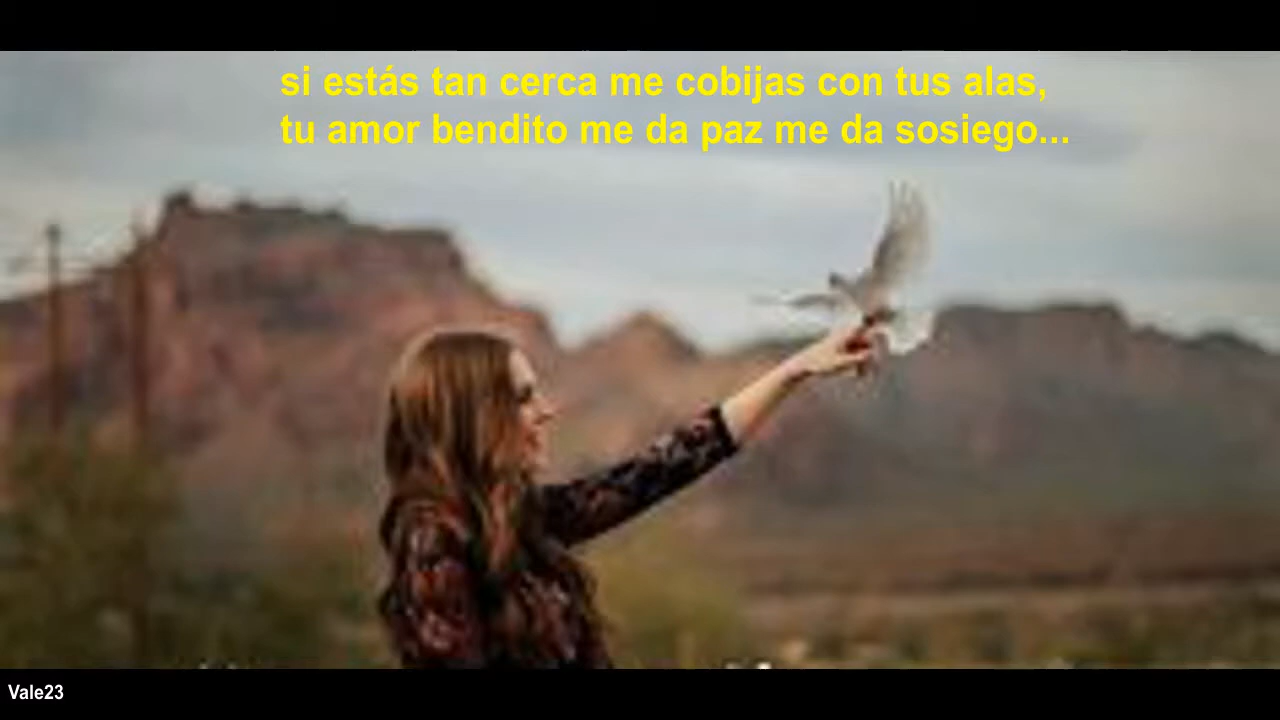 si estás tan cerca me cobijas con tus alas,
tu amor bendito me da paz me da sosiego...
Vale23